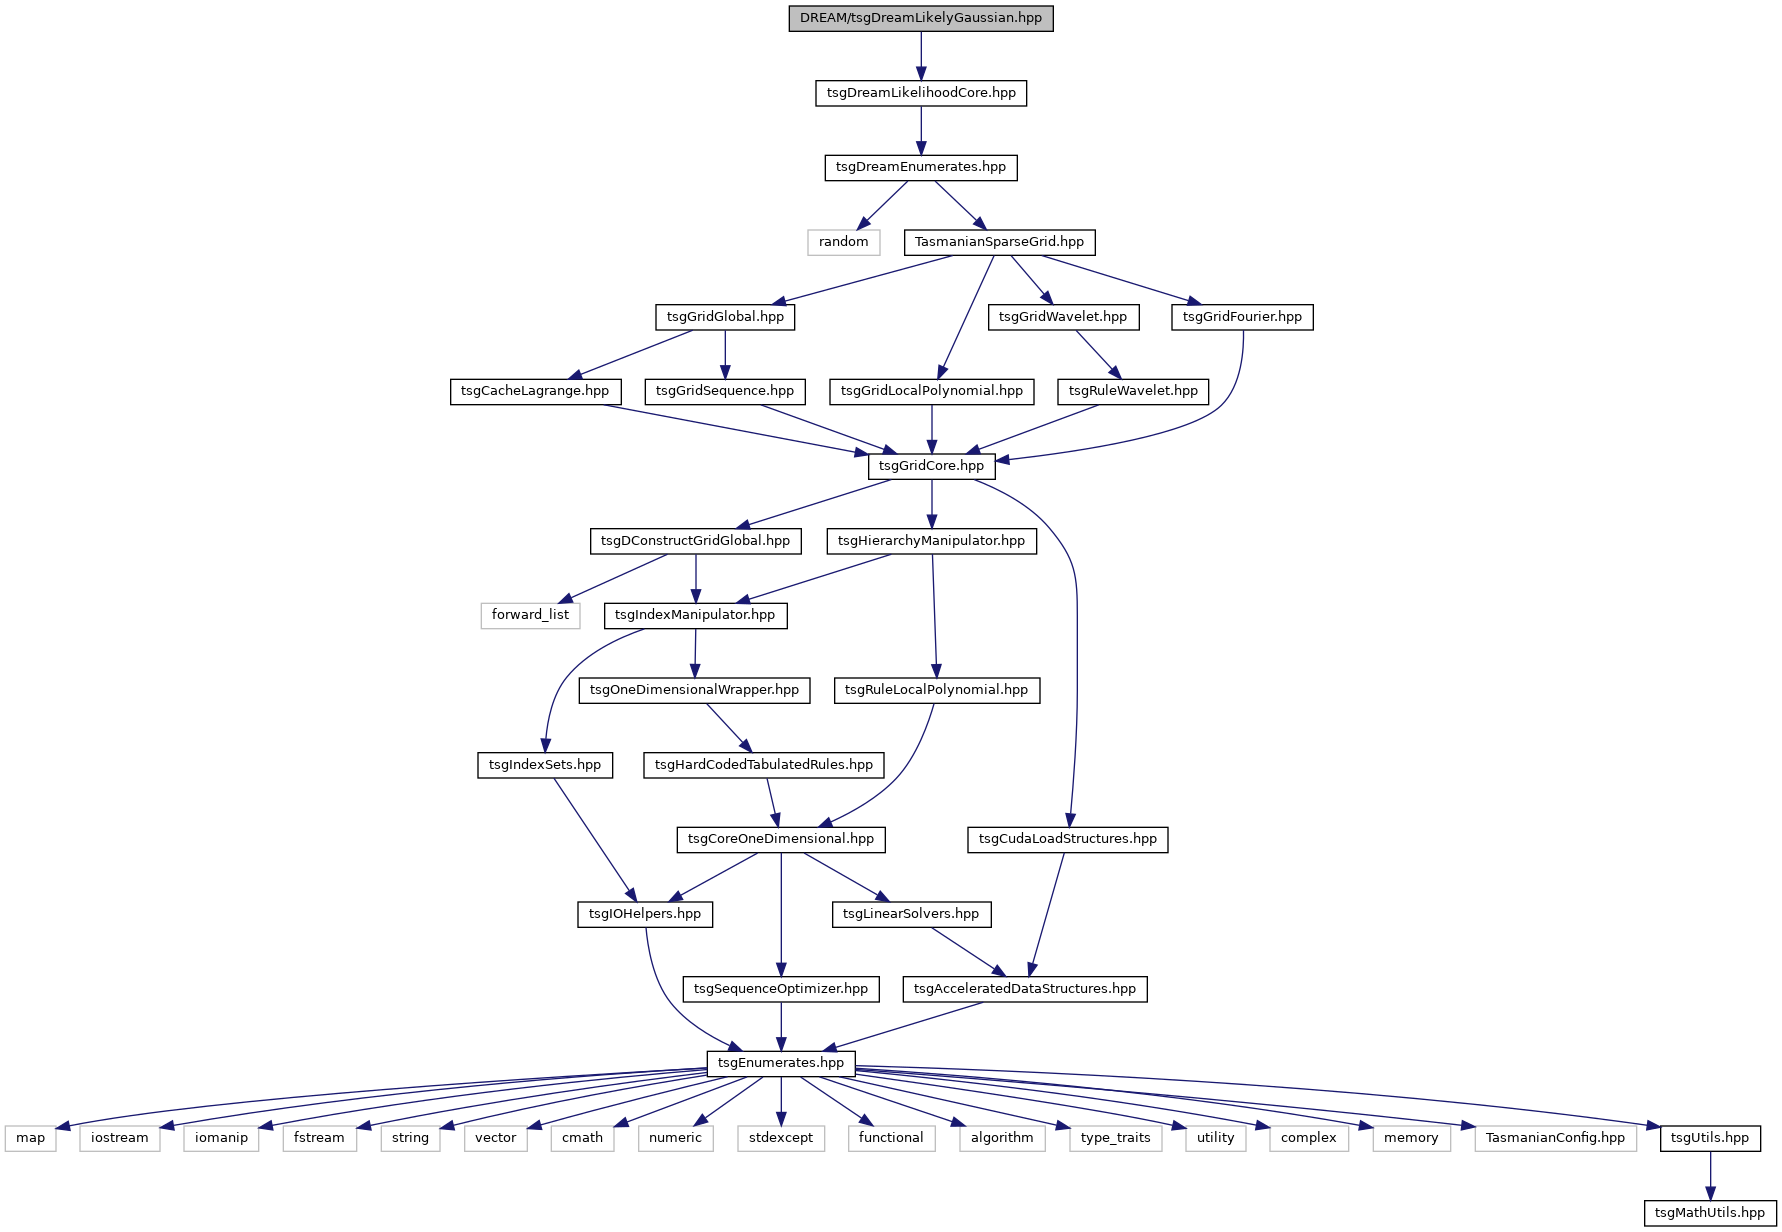 DREAM/tsgDreamLikelyGaussian.hpp
tsgDreamLikelihoodCore.hpp
tsgDreamEnumerates.hpp
random
TasmanianSparseGrid.hpp
tsgGridGlobal.hpp
tsgGridWavelet.hpp
tsgGridFourier.hpp
tsgCacheLagrange.hpp
tsgGridSequence.hpp
tsgGridLocalPolynomial.hpp
tsgRuleWavelet.hpp
tsgGridCore.hpp
tsgDConstructGridGlobal.hpp
tsgHierarchyManipulator.hpp
forward_list
tsgIndexManipulator.hpp
tsgOneDimensionalWrapper.hpp
tsgRuleLocalPolynomial.hpp
tsgIndexSets.hpp
tsgHardCodedTabulatedRules.hpp
tsgCoreOneDimensional.hpp
tsgCudaLoadStructures.hpp
tsgIOHelpers.hpp
tsgLinearSolvers.hpp
tsgSequenceOptimizer.hpp
tsgAcceleratedDataStructures.hpp
tsgEnumerates.hpp
map
iostream
iomanip
fstream
string
vector
cmath
numeric
stdexcept
functional
algorithm
type_traits
utility
complex
memory
TasmanianConfig.hpp
tsgUtils.hpp
tsgMathUtils.hpp